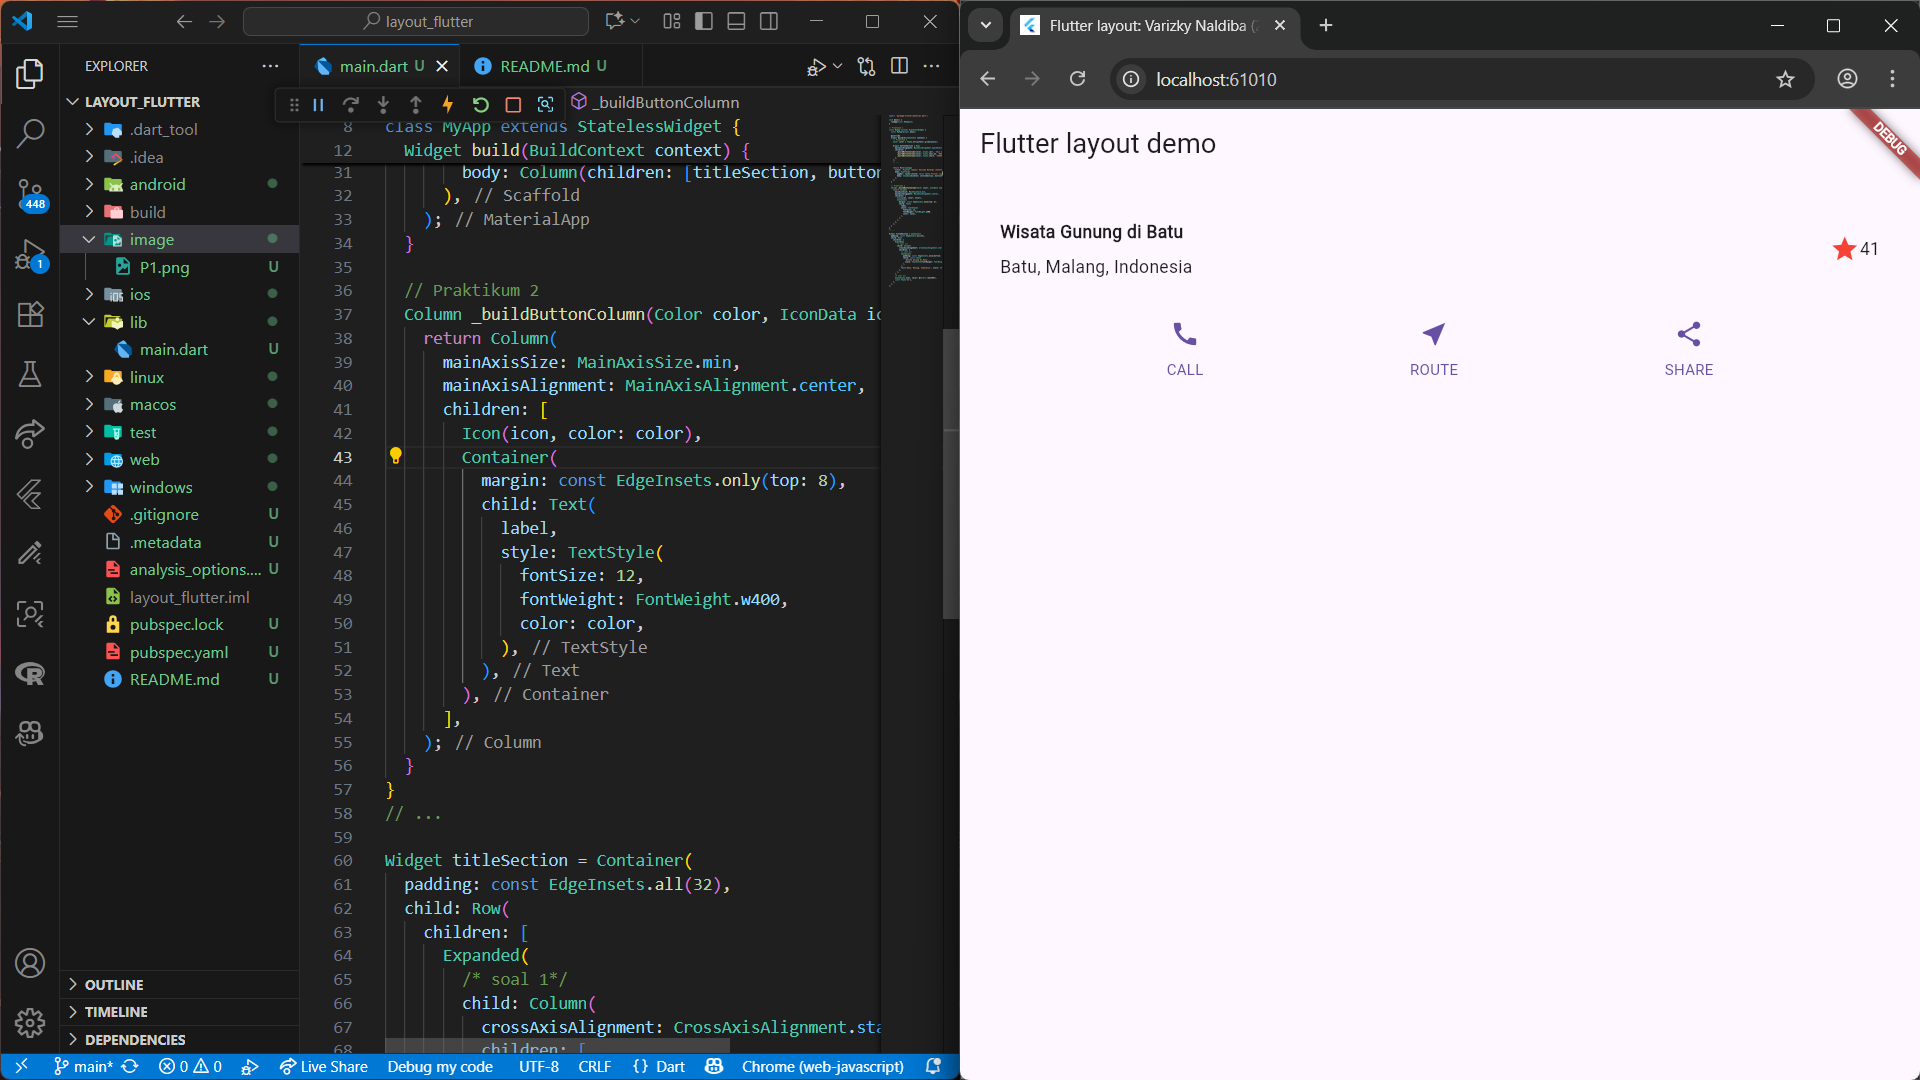 layout_flutter
EXPLORER
LAYOUT_FLUTTER
.dart_tool
.idea
android
build
image
P1.png U
ios
lib
main.dart U
linux
macos
test
web
windows
.gitignore U
.metadata U
analysis_options.... U
layout_flutter.iml
pubspec.lock U
pubspec.yaml U
README.md U
OUTLINE
TIMELINE
DEPENDENCIES
448
1
main.dart U
README.md U
_buildButtonColumn
8 class MyApp extends StatelessWidget {
12 Widget build(BuildContext context) {
31 body: Column(children: [titleSection, button
32 ), // Scaffold
33 ); // MaterialApp
34 }
35
36 // Praktikum 2
37 Column _buildButtonColumn(Color color, IconData ic
38 return Column(
39 mainAxisSize: MainAxisSize.min,
40 mainAxisAlignment: MainAxisAlignment.center,
41 children: [
42 Icon(icon, color: color),
43 Container(
44 margin: const EdgeInsets.only(top: 8),
45 child: Text(
46 label,
47 style: TextStyle(
48 fontSize: 12,
49 fontWeight: FontWeight.w400,
50 color: color,
51 ), // TextStyle
52 ), // Text
53 ), // Container
54 ],
55 ); // Column
56 }
57 }
58 // ...
59
60 Widget titleSection = Container(
61 padding: const EdgeInsets.all(32),
62 child: Row(
63 children: [
64 Expanded(
65 /* soal 1*/
66 child: Column(
67 crossAxisAlignment: CrossAxisAlignment.sta
68 children: [
main* 0 0 Live Share Debug my code UTF-8 CRLF {} Dart Chrome (web-javascript)
Flutter layout: Varizky Naldiba (
localhost:61010
Flutter layout demo
DEBUG
Wisata Gunung di Batu
Batu, Malang, Indonesia
41
CALL ROUTE SHARE